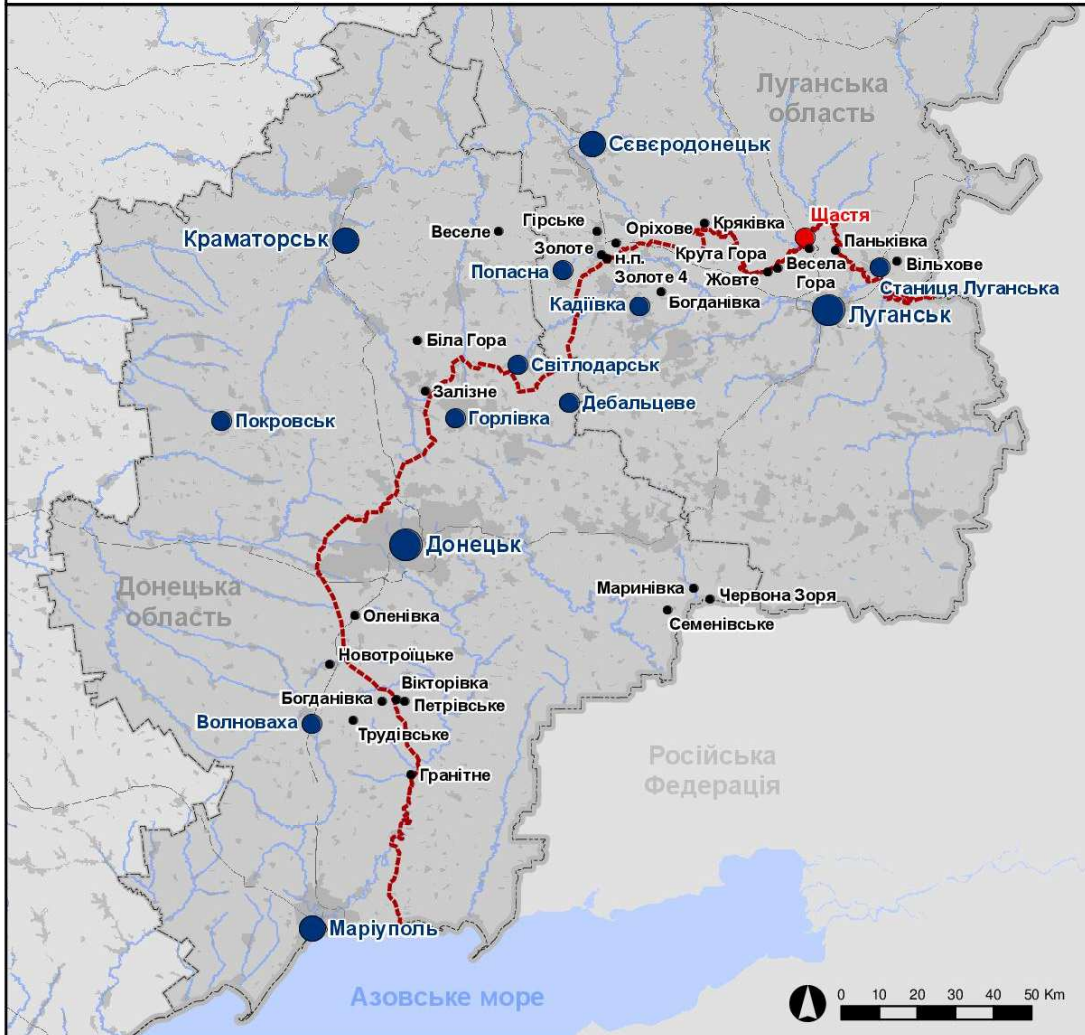 Луганська
область
Сєвєродонецьк
Щастя
Гірське
Оріхове
Кряківка
Веселе
Краматорськ
Золоте
н.п.
Золоте 4
Крута Гора
Паньківка
Попасна
Жовте
Весела
Гора
Вільхове
Станиця Луганська
Кадіївка
Богданівка
Луганськ
Біла Гора
Світлодарськ
Залізне
Дебальцеве
Покровськ
Горлівка
Донецьк
Донецька
область
Маринівка
Червона Зоря
Семенівське
Оленівка
Новотроїцьке
Вікторівка
Богданівка
Петрівське
Волноваха
Трудівське
Російська
Федерація
Гранітне
Маріуполь
Азовське море
0 10 20 30 40 50 Km